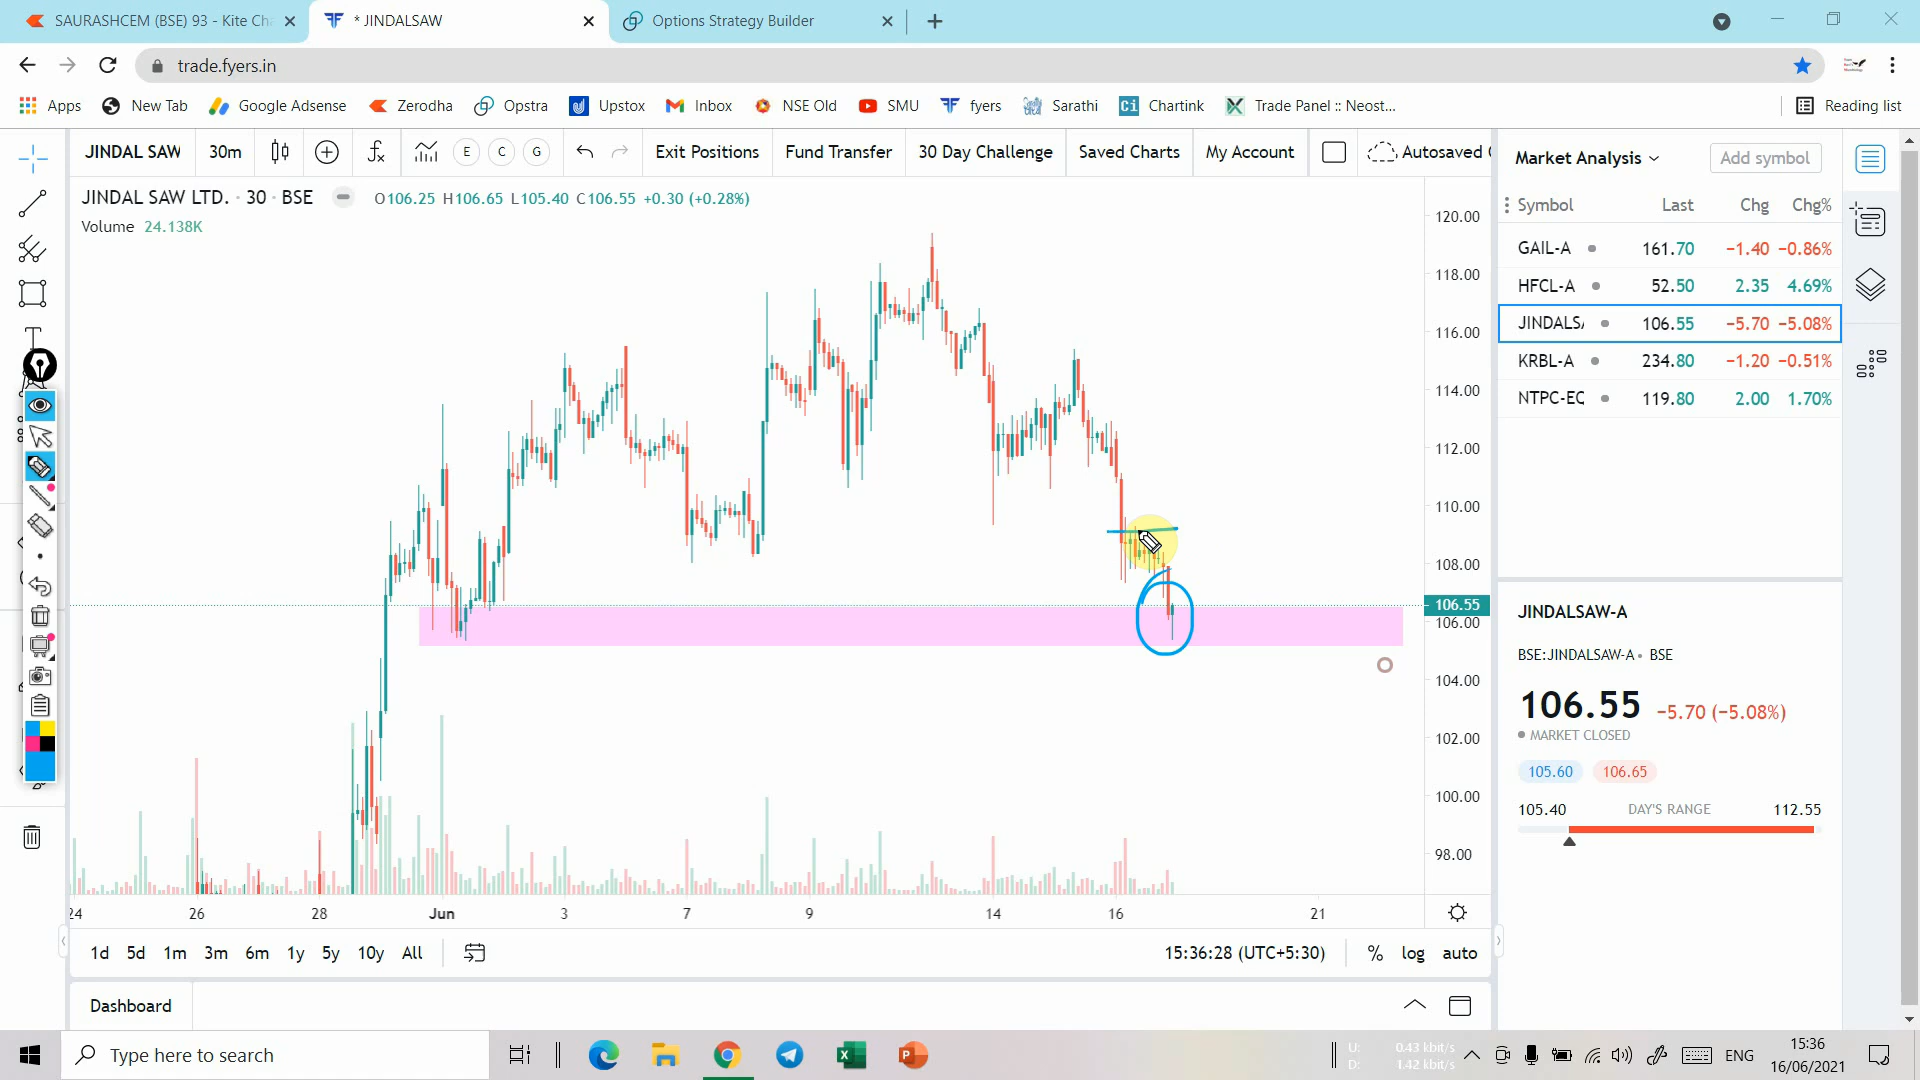 SAURASHCEM (BSE) 93 - Kite Cha
* JINDALSAW
Options Strategy Builder
trade.fyers.in
Apps
New Tab
Google Adsense
Zerodha
Opstra
Upstox
Inbox
NSE Old
SMU
fyers
Sarathi
Chartink
Trade Panel :: Neost...
Reading list
JINDAL SAW
30m
E
C
G
Exit Positions
Fund Transfer
30 Day Challenge
Saved Charts
My Account
Autosaved
Market Analysis
Add symbol
JINDAL SAW LTD. · 30 · BSE
O106.25 H106.65 L105.40 C106.55 +0.30 (+0.28%)
Volume 24.138K
Symbol Last Chg Chg%
GAIL-A 161.70 −1.40 −0.86%
HFCL-A 52.50 2.35 4.69%
JINDALSA 106.55 −5.70 −5.08%
KRBL-A 234.80 −1.20 −0.51%
NTPC-EQ 119.80 2.00 1.70%
120.00
118.00
116.00
114.00
112.00
110.00
108.00
106.55
106.00
104.00
102.00
100.00
98.00
JINDALSAW-A
BSE:JINDALSAW-A • BSE
106.55 −5.70 (−5.08%)
MARKET CLOSED
105.60 106.65
105.40 DAY'S RANGE 112.55
24 26 28 Jun 3 7 9 14 16 21
1d 5d 1m 3m 6m 1y 5y 10y All
15:36:28 (UTC+5:30)
% log auto
Dashboard
Type here to search
U: 0.43 kbit/s
D: 1.42 kbit/s
ENG
15:36
16/06/2021